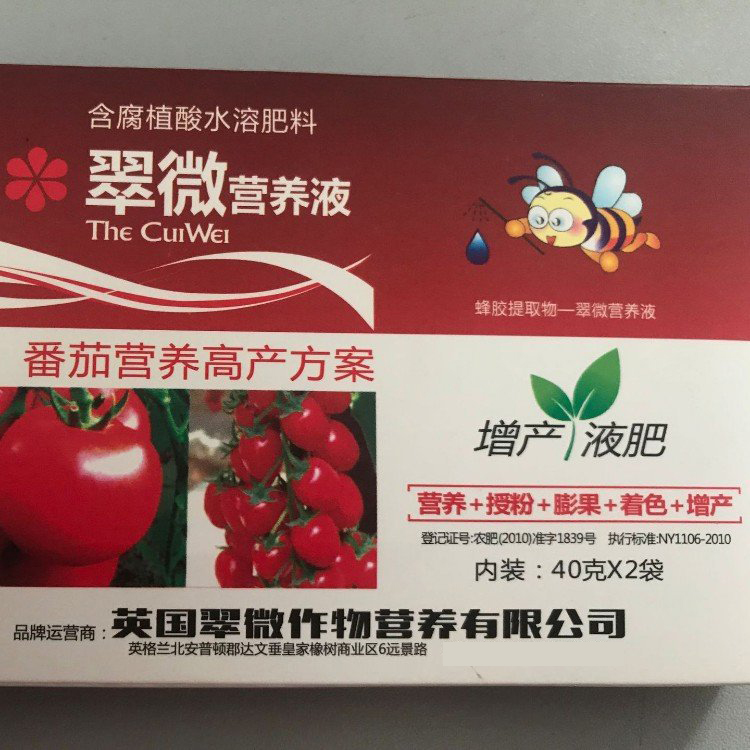 含腐植酸水溶肥料
翠微营养液
The CuiWei
蜂胶提取物—翠微营养液
番茄营养高产方案
增产液肥
营养+授粉+膨果+着色+增产
登记证号:农肥(2010)准字1839号 执行标准:NY1106-2010
内装：40克X2袋
品牌运营商：英国翠微作物营养有限公司
英格兰北安普顿郡达文垂皇家橡树商业区6远景路